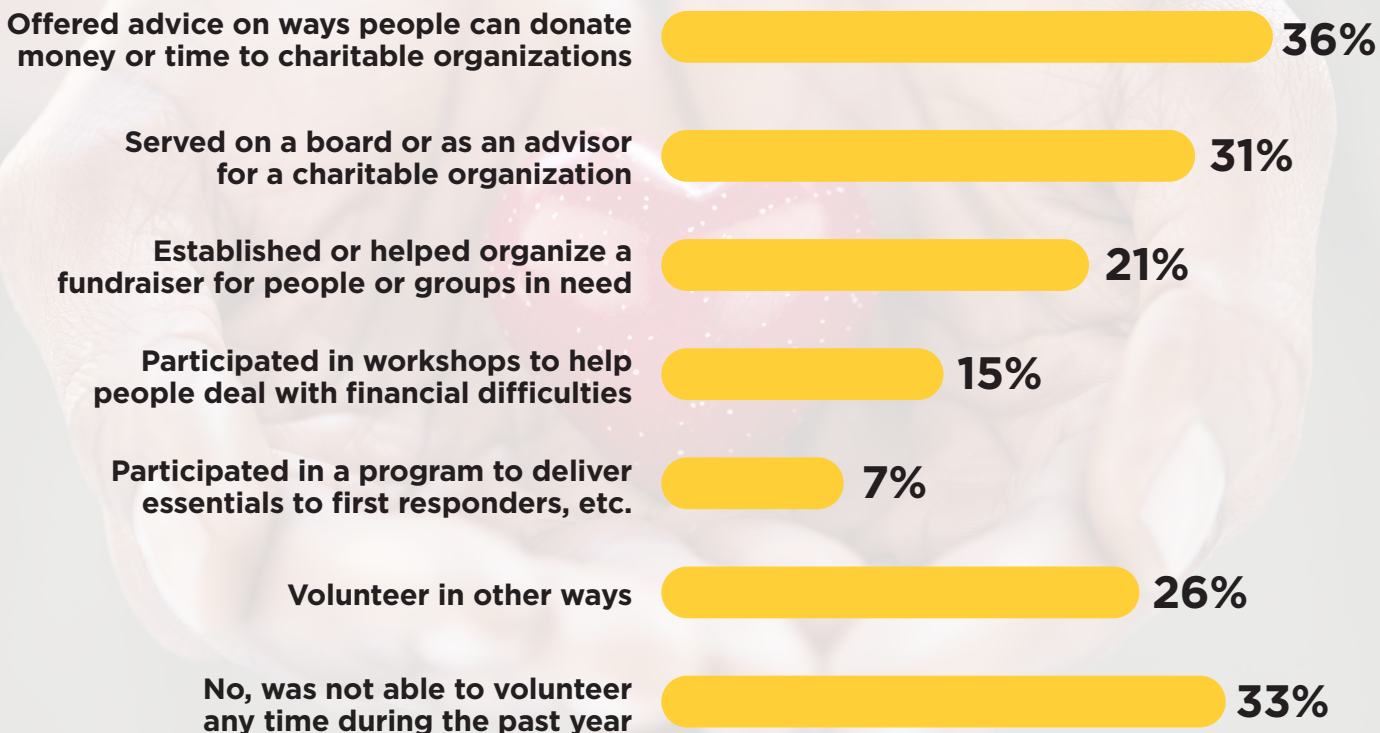 Offered advice on ways people can donate
money or time to charitable organizations
36%
Served on a board or as an advisor
for a charitable organization
31%
Established or helped organize a
fundraiser for people or groups in need
21%
Participated in workshops to help
people deal with financial difficulties
15%
Participated in a program to deliver
essentials to first responders, etc.
7%
Volunteer in other ways
26%
No, was not able to volunteer
any time during the past year
33%